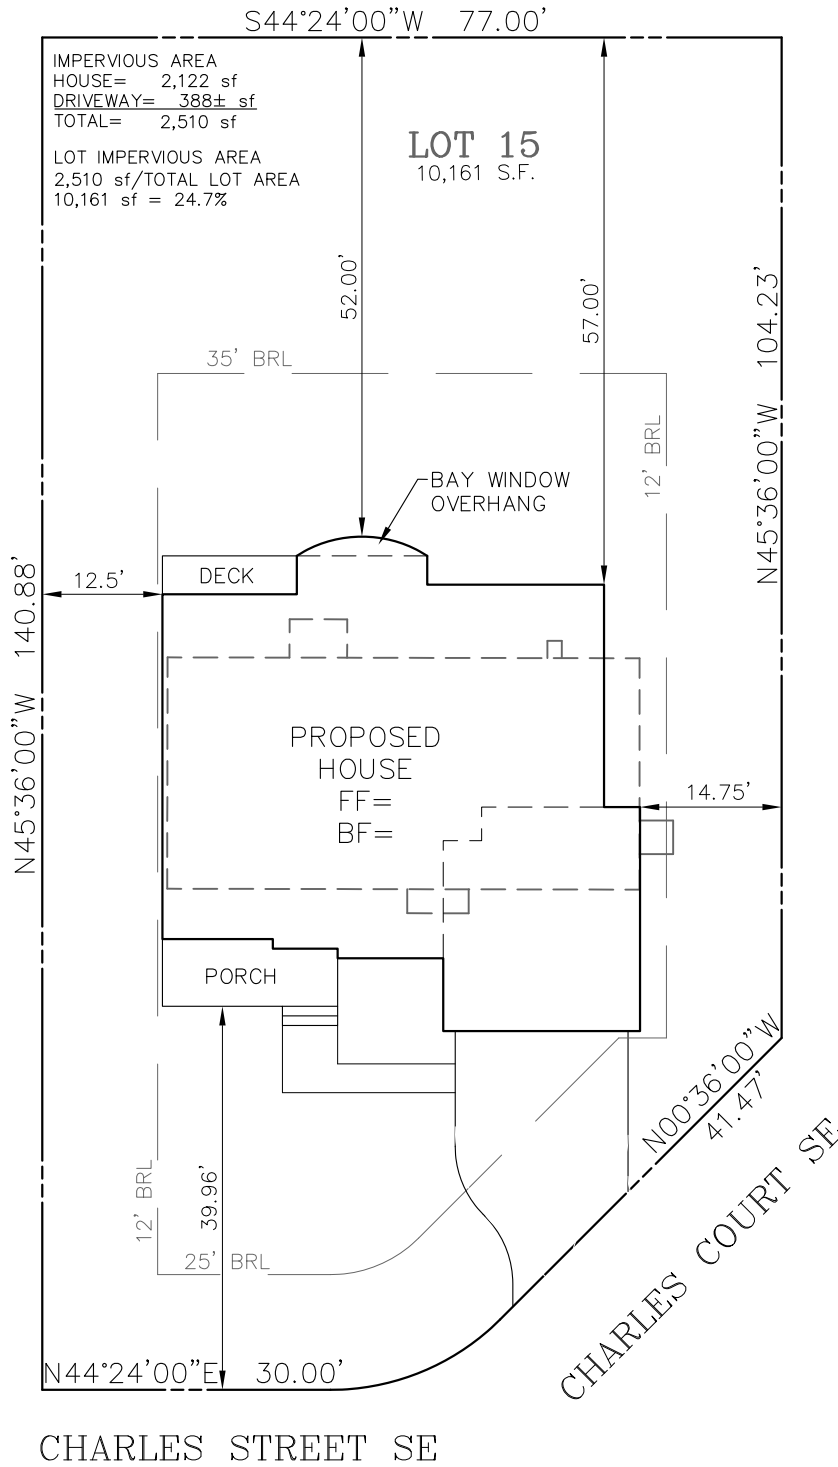 S44°24'00"W 77.00'
IMPERVIOUS AREA
HOUSE= 2,122 sf
DRIVEWAY= 388± sf
TOTAL= 2,510 sf
LOT IMPERVIOUS AREA
2,510 sf/TOTAL LOT AREA
10,161 sf = 24.7%
LOT 15
10,161 S.F.
52.00'
57.00'
N45°36'00"W 104.23'
35' BRL
12' BRL
BAY WINDOW
OVERHANG
DECK
12.5'
N45°36'00"W 140.88'
PROPOSED
HOUSE
FF=
BF=
14.75'
PORCH
N00°36'00"W
41.47'
39.96'
12' BRL
25' BRL
CHARLES COURT SE
N44°24'00"E 30.00'
CHARLES STREET SE